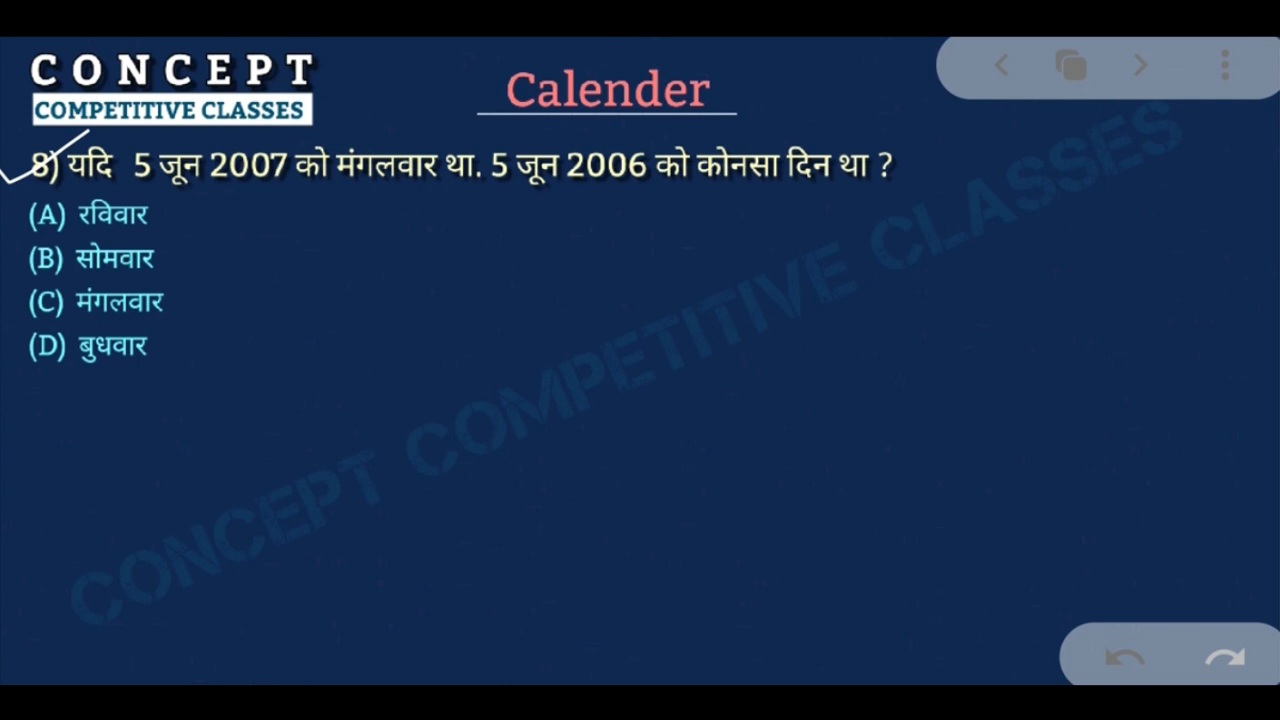 CONCEPT
COMPETITIVE CLASSES
Calender
8) यदि 5 जून 2007 को मंगलवार था. 5 जून 2006 को कोनसा दिन था ?
(A) रविवार
(B) सोमवार
(C) मंगलवार
(D) बुधवार
CONCEPT COMPETITIVE CLASSES